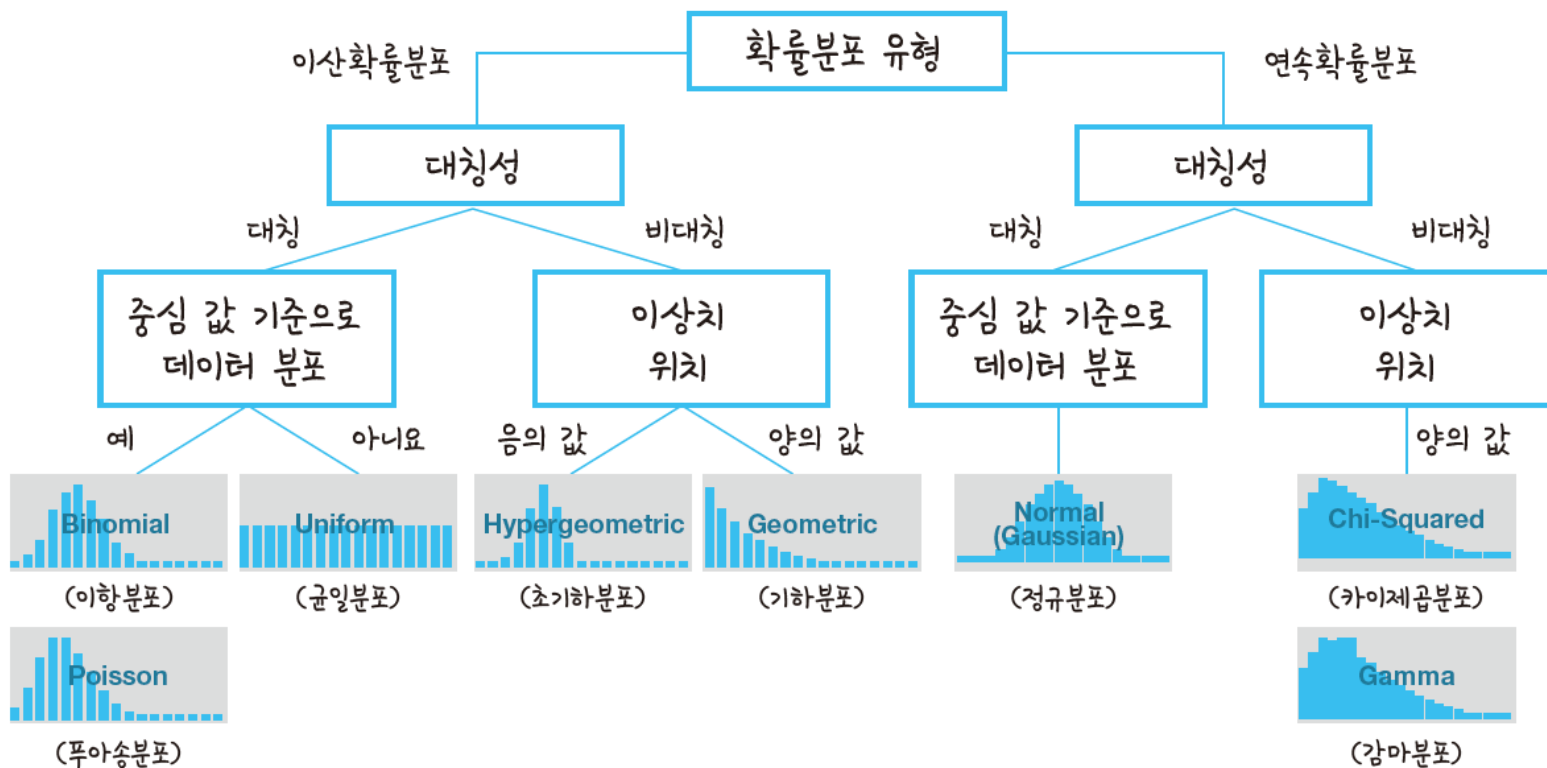 확률분포 유형
이산확률분포
연속확률분포
대칭성
대칭성
대칭
비대칭
대칭
비대칭
중심 값 기준으로
데이터 분포
이상치
위치
중심 값 기준으로
데이터 분포
이상치
위치
예
아니요
음의 값
양의 값
양의 값
Binomial
Uniform
Hypergeometric
Geometric
Normal
(Gaussian)
Chi-Squared
(이항분포)
(균일분포)
(초기하분포)
(기하분포)
(정규분포)
(카이제곱분포)
Poisson
Gamma
(푸아송분포)
(감마분포)